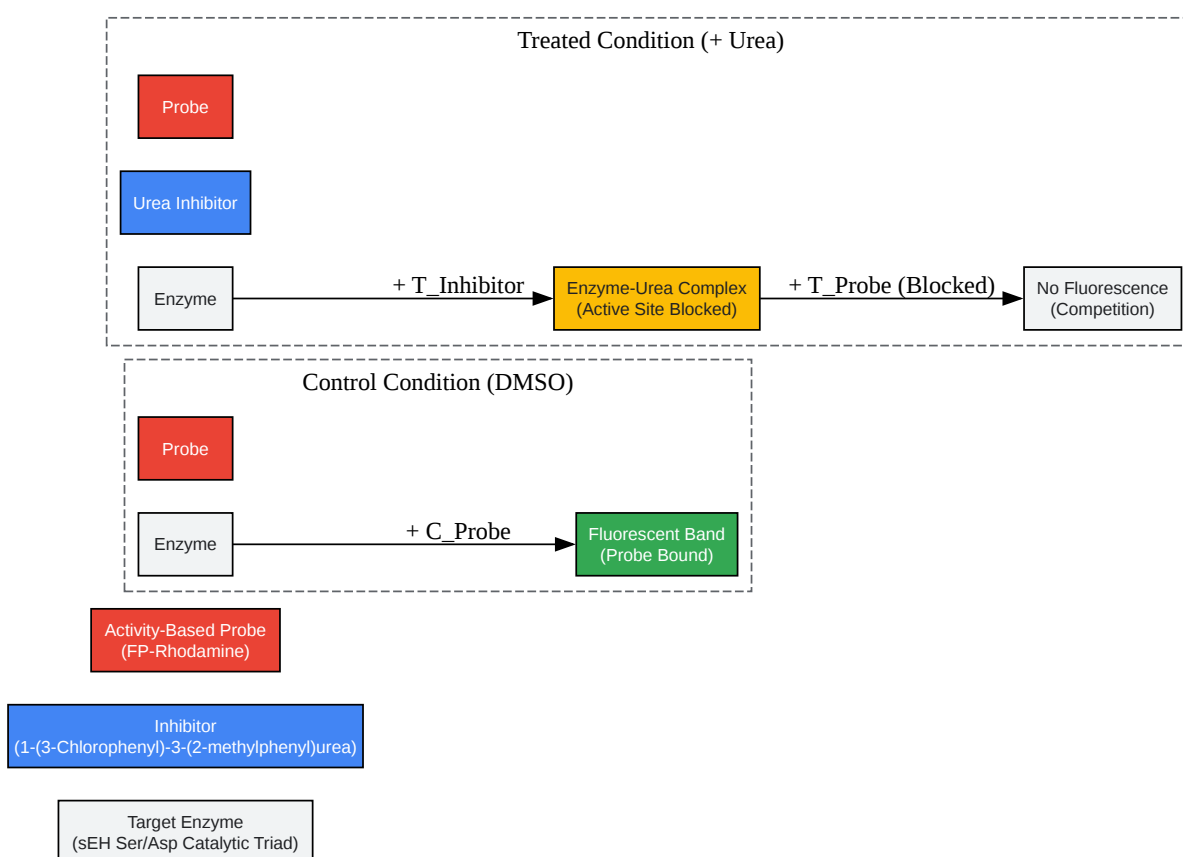 Treated Condition (+ Urea)
Probe
Urea Inhibitor
Enzyme
+ T_Inhibitor
Enzyme-Urea Complex
(Active Site Blocked)
+ T_Probe (Blocked)
No Fluorescence
(Competition)
Control Condition (DMSO)
Probe
Enzyme
+ C_Probe
Fluorescent Band
(Probe Bound)
Activity-Based Probe
(FP-Rhodamine)
Inhibitor
(1-(3-Chlorophenyl)-3-(2-methylphenyl)urea)
Target Enzyme
(sEH Ser/Asp Catalytic Triad)